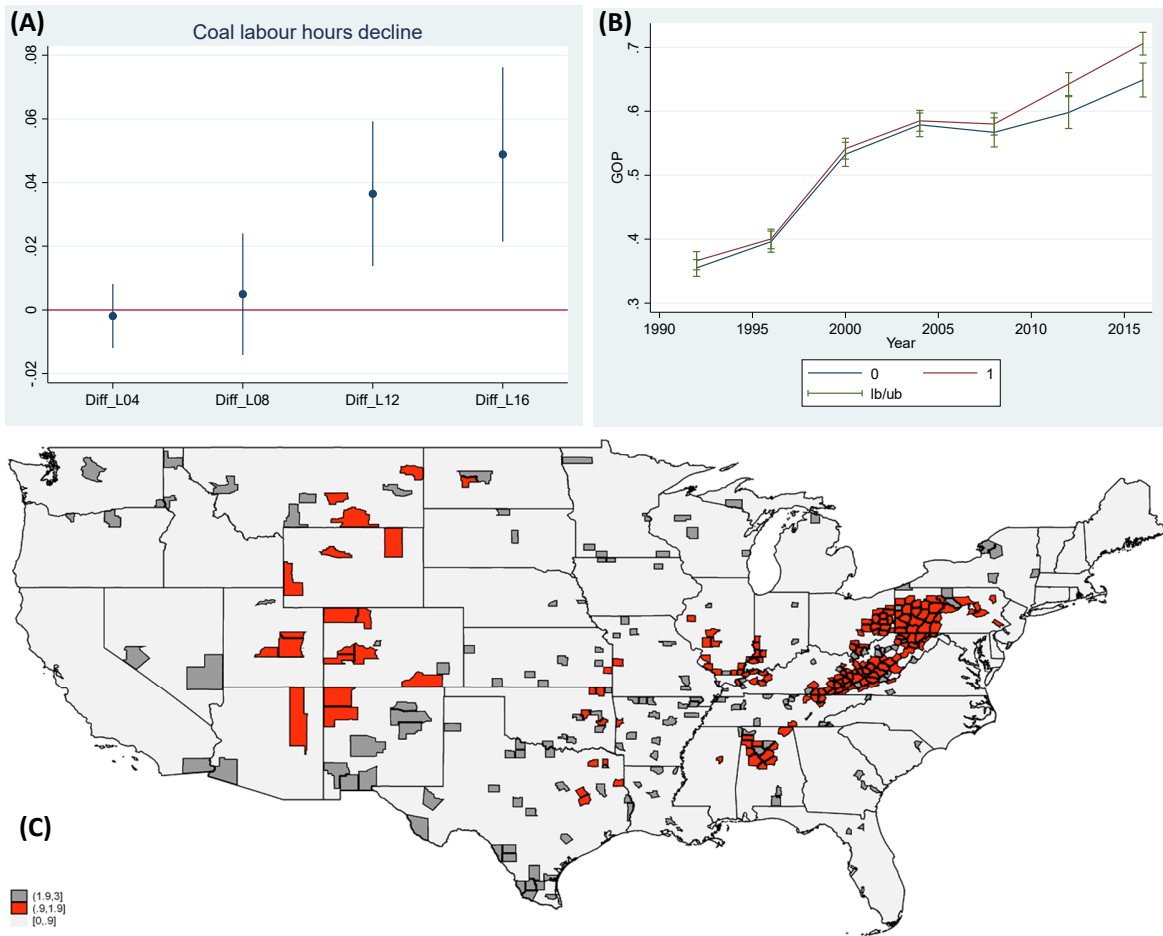 (A)
Coal labour hours decline
.08
.06
.04
.02
0
-.02
Diff_L04 Diff_L08 Diff_L12 Diff_L16
(B)
.7
.6
.5
.4
.3
GOP
1990 1995 2000 2005 2010 2015
Year
0 1
lb/ub
(C)
(1.9,3]
(.9,1.9]
[0,.9]